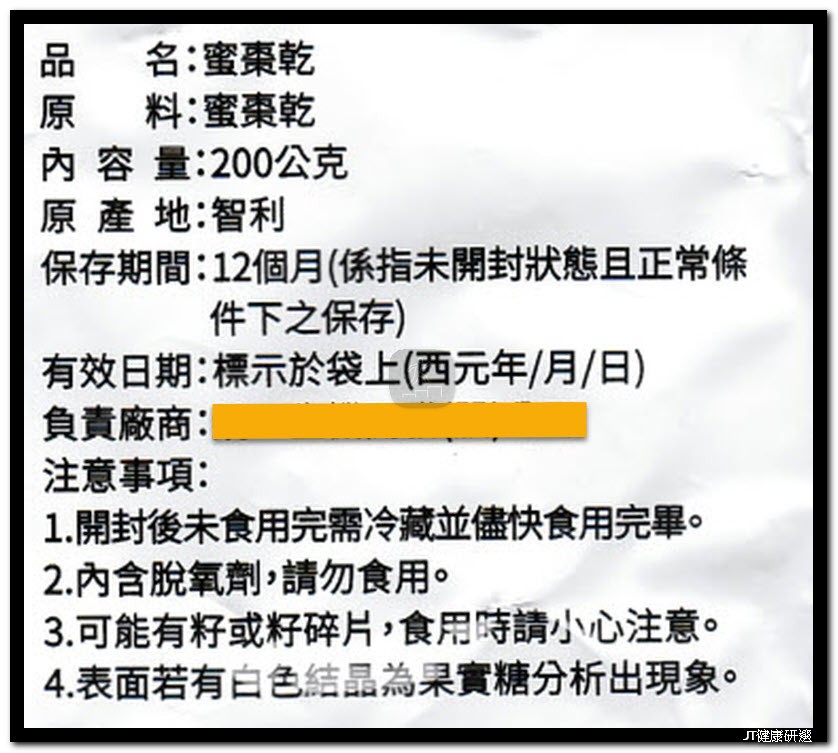 品名:蜜棗乾
原料:蜜棗乾
內容量:200公克
原產地:智利
保存期間:12個月(係指未開封狀態且正常條
件下之保存)
有效日期:標示於袋上(西元年/月/日)
負責廠商:
注意事項:
1.開封後未食用完需冷藏並儘快食用完畢。
2.內含脫氧劑,請勿食用。
3.可能有籽或籽碎片,食用時請小心注意。
4.表面若有白色結晶為果實糖分析出現象。
JT健康研選